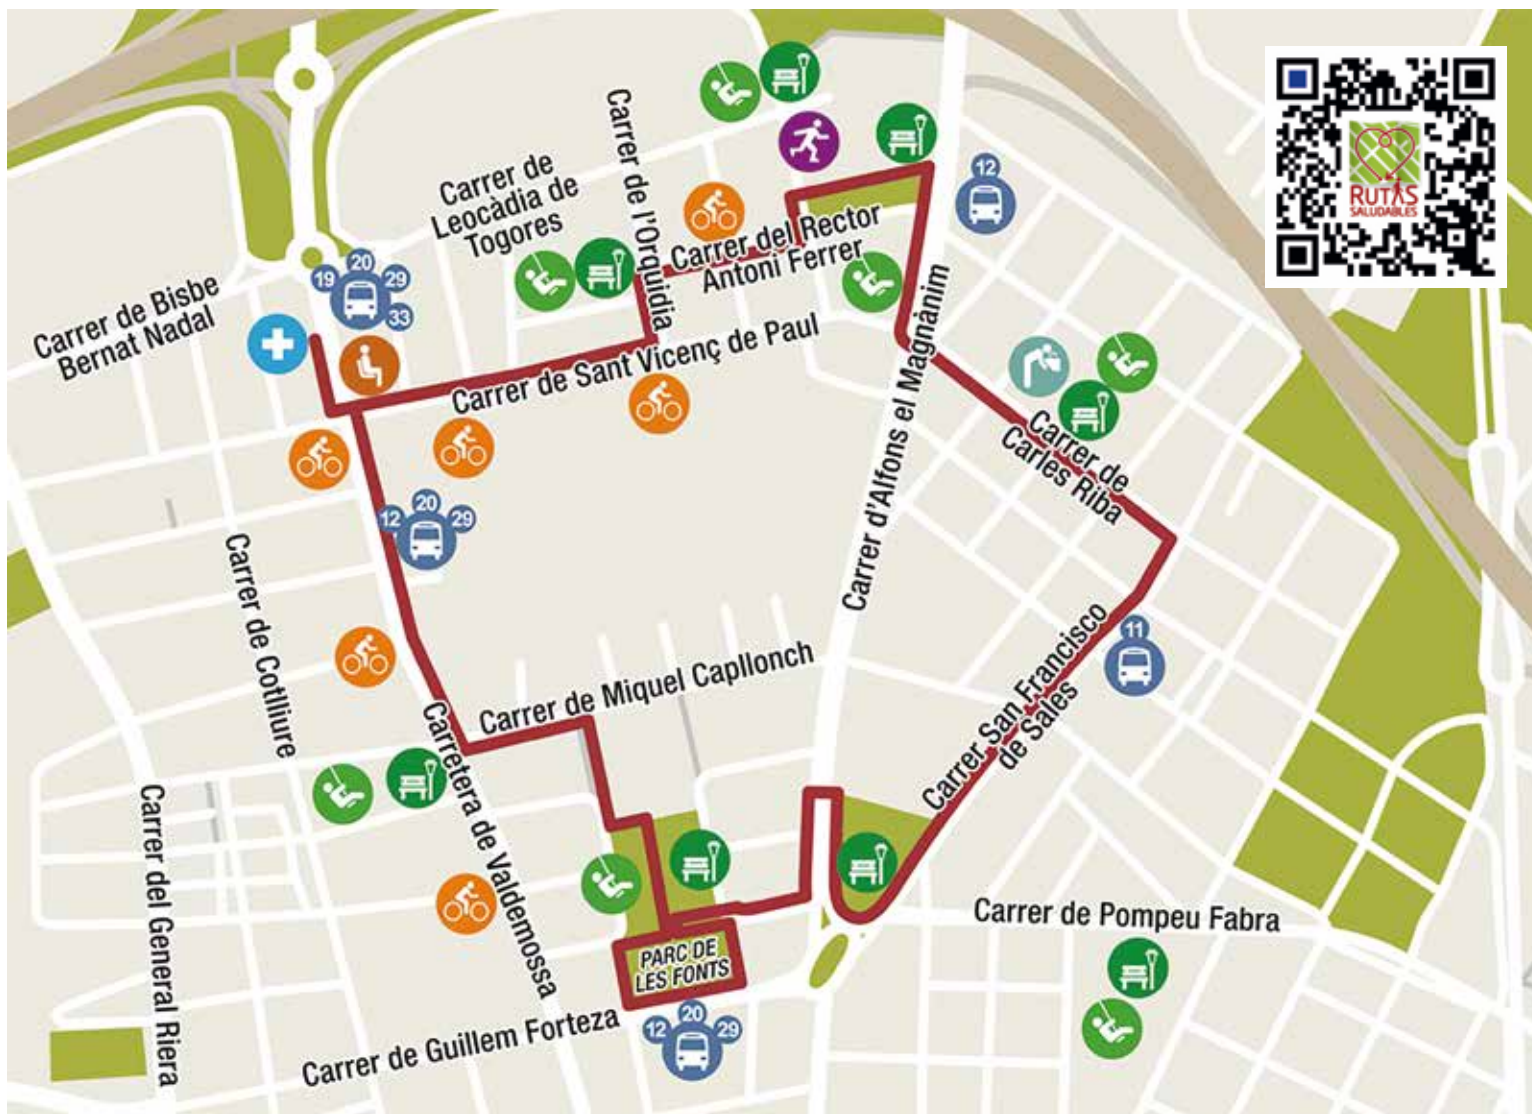 RUTAS
SALUDABLES
12
Carrer de
Leocàdia de
Togores
Carrer de l'Orquidia
Carrer del Rector
Antoni Ferrer
19
20
29
33
Carrer de Bisbe
Bernat Nadal
Carrer de Sant Vicenç de Paul
Carrer d'Alfons el Magnànim
Carrer de
Carles Riba
12
20
29
Carrer de Cotlliure
11
Carrer de Miquel Capllonch
Carrer San Francisco
de Sales
Carretera de Valdemossa
Carrer del General Riera
Carrer de Pompeu Fabra
PARC DE
LES FONTS
Carrer de Guillem Forteza
12
20
29